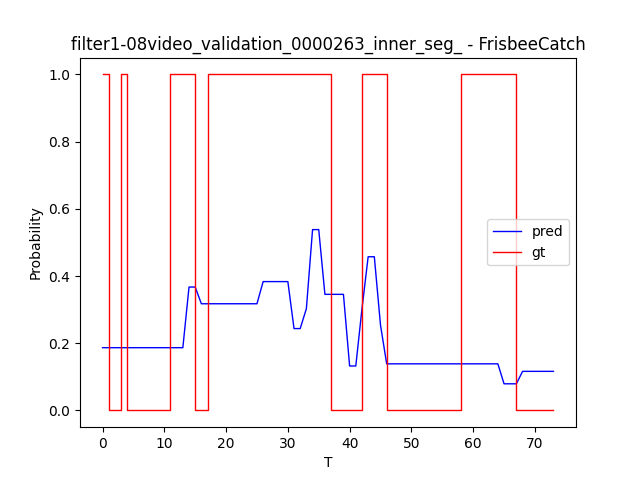 filter1-08video_validation_0000263_inner_seg_ - FrisbeeCatch
1.0
0.8
0.6
0.4
0.2
0.0
Probability
pred
gt
0 10 20 30 40 50 60 70
T